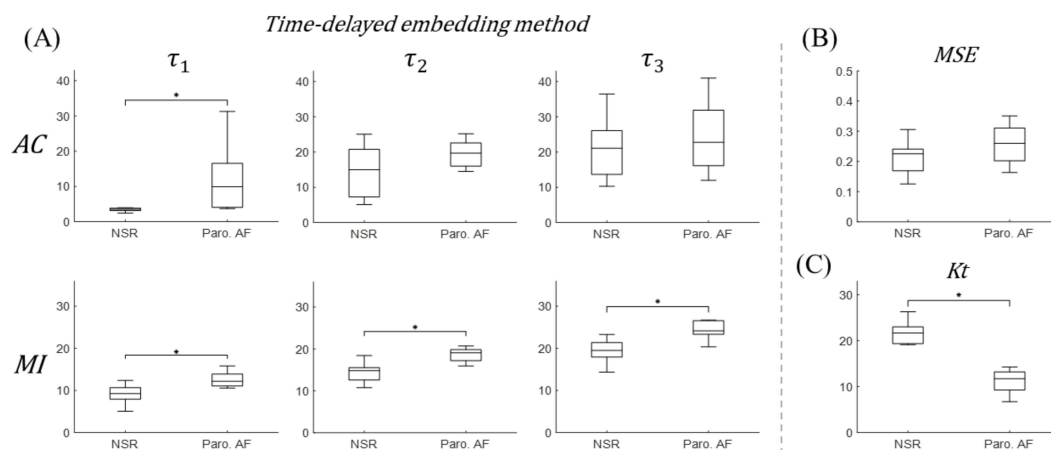 Time-delayed embedding method
(A)
τ1
τ2
τ3
AC
40
30
20
10
0
*
NSR
Paro. AF
40
30
20
10
0
NSR
Paro. AF
40
30
20
10
0
NSR
Paro. AF
MI
30
20
10
0
*
NSR
Paro. AF
30
20
10
0
*
NSR
Paro. AF
30
20
10
0
*
NSR
Paro. AF
(B)
MSE
0.5
0.4
0.3
0.2
0.1
0
NSR
Paro. AF
(C)
Kt
30
20
10
0
*
NSR
Paro. AF